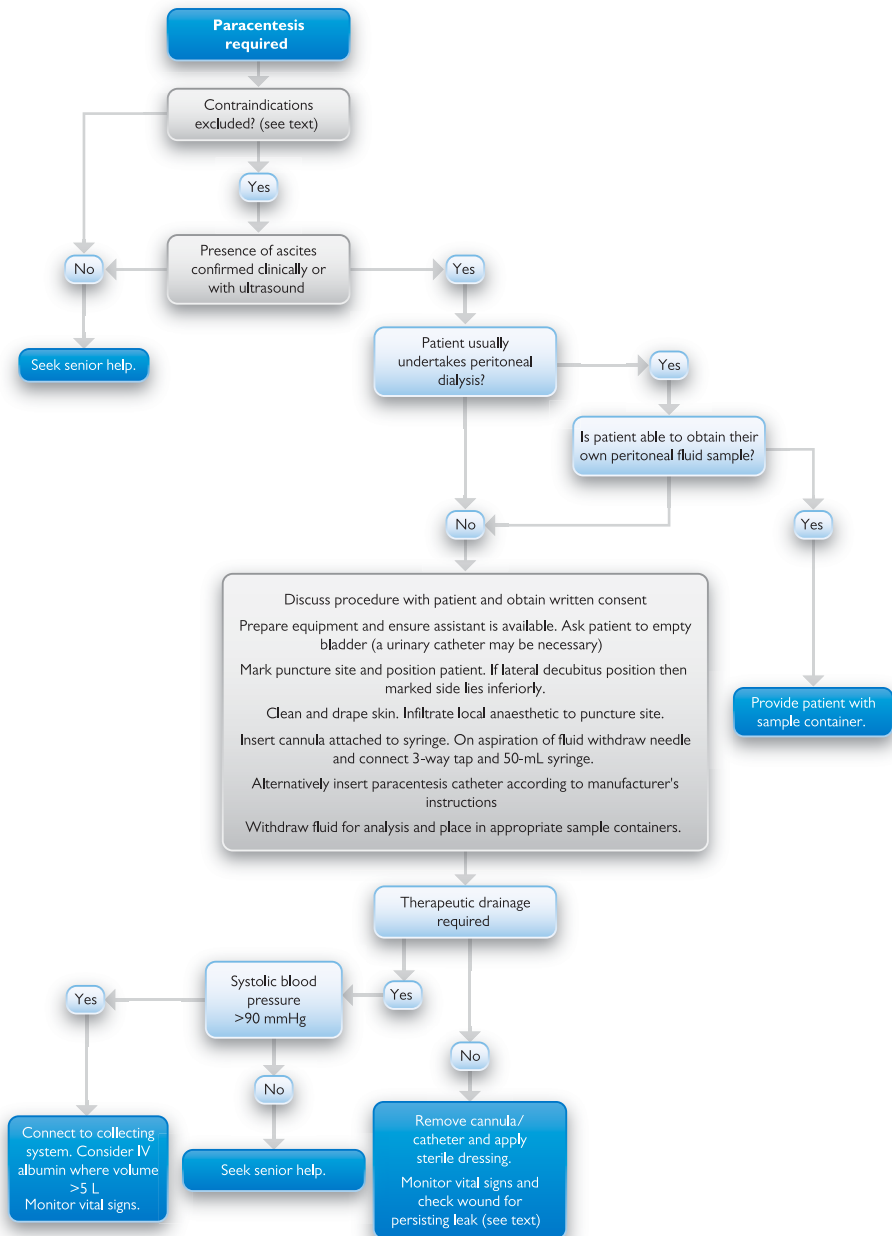 Paracentesis
required
Contraindications
excluded? (see text)
Yes
Presence of ascites
confirmed clinically or
with ultrasound
No
Yes
Seek senior help.
Patient usually
undertakes peritoneal
dialysis?
Yes
Is patient able to obtain their
own peritoneal fluid sample?
No
Yes
Discuss procedure with patient and obtain written consent
Prepare equipment and ensure assistant is available. Ask patient to empty
bladder (a urinary catheter may be necessary)
Mark puncture site and position patient. If lateral decubitus position then
marked side lies inferiorly.
Clean and drape skin. Infiltrate local anaesthetic to puncture site.
Insert cannula attached to syringe. On aspiration of fluid withdraw needle
and connect 3-way tap and 50-mL syringe.
Alternatively insert paracentesis catheter according to manufacturer's
instructions
Withdraw fluid for analysis and place in appropriate sample containers.
Provide patient with
sample container.
Therapeutic drainage
required
Yes
Systolic blood
pressure
>90 mmHg
Yes
No
No
Connect to collecting
system. Consider IV
albumin where volume
>5 L
Monitor vital signs.
Seek senior help.
Remove cannula/
catheter and apply
sterile dressing.
Monitor vital signs and
check wound for
persisting leak (see text)